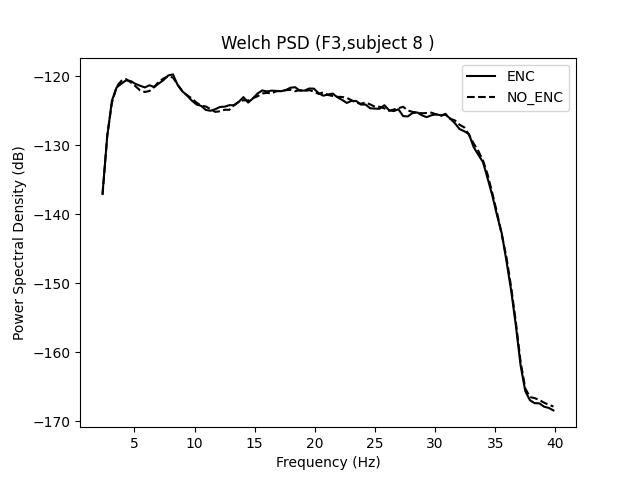 Welch PSD (F3,subject 8 )
ENC
NO_ENC
Power Spectral Density (dB)
−120
−130
−140
−150
−160
−170
5 10 15 20 25 30 35 40
Frequency (Hz)